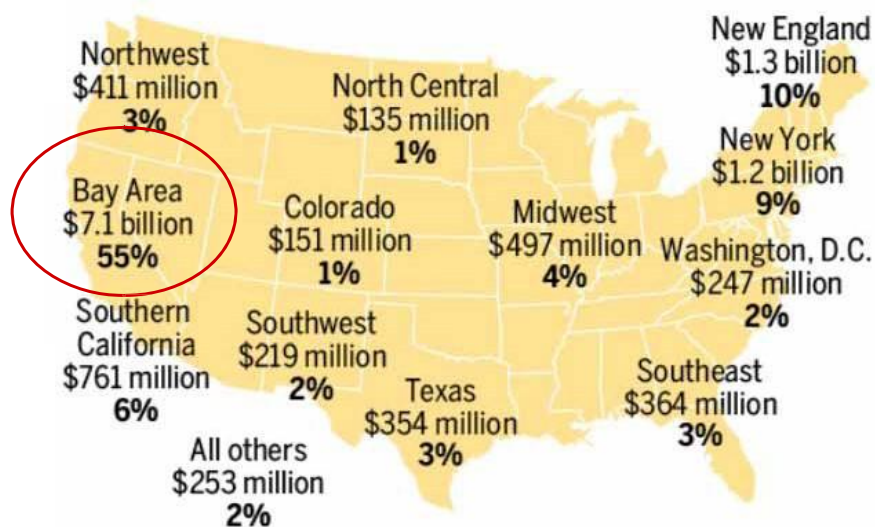 Northwest
$411 million
3%
North Central
$135 million
1%
New England
$1.3 billion
10%
New York
$1.2 billion
9%
Bay Area
$7.1 billion
55%
Colorado
$151 million
1%
Midwest
$497 million
4%
Washington, D.C.
$247 million
2%
Southern
California
$761 million
6%
Southwest
$219 million
2%
Texas
$354 million
3%
Southeast
$364 million
3%
All others
$253 million
2%